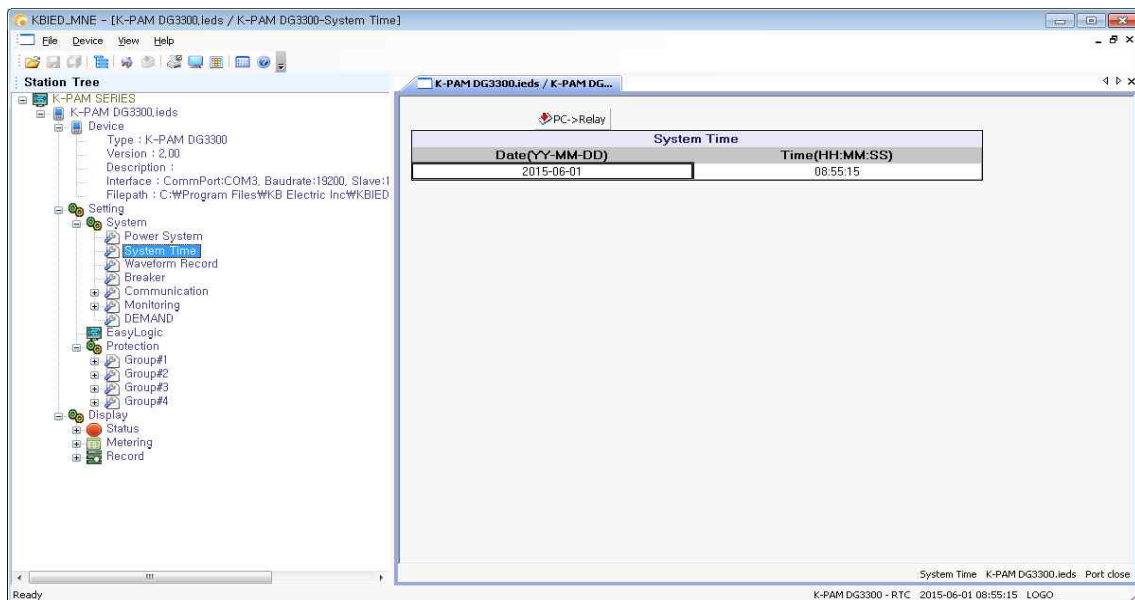 KBIED_MNE - [K-PAM DG3300.ieds / K-PAM DG3300-System Time]
File Device View Help
Station Tree
K-PAM SERIES
K-PAM DG3300.ieds
Device
Type : K-PAM DG3300
Version : 2.00
Description :
Interface : CommPort:COM3, Baudrate:19200, Slave:1
Filepath : C:₩Program Files₩KB Electric Inc₩KBIED
Setting
System
Power System
System Time
Waveform Record
Breaker
Communication
Monitoring
DEMAND
EasyLogic
Protection
Group#1
Group#2
Group#3
Group#4
Display
Status
Metering
Record
K-PAM DG3300.ieds / K-PAM DG...
PC->Relay
System Time
Date(YY-MM-DD) Time(HH:MM:SS)
2015-06-01 08:55:15
System Time K-PAM DG3300.ieds Port close
Ready K-PAM DG3300 - RTC 2015-06-01 08:55:15 LOGO